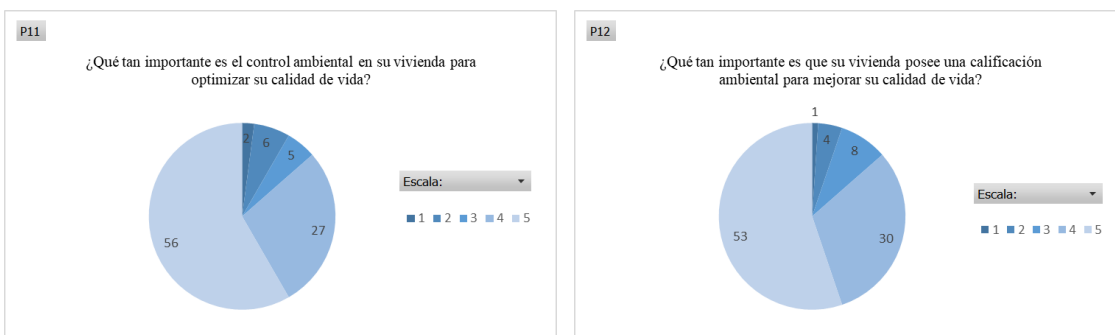 P11
¿Qué tan importante es el control ambiental en su vivienda para
optimizar su calidad de vida?
2
6
5
27
56
Escala:
1 2 3 4 5
P12
¿Qué tan importante es que su vivienda posee una calificación
ambiental para mejorar su calidad de vida?
1
4
8
30
53
Escala:
1 2 3 4 5